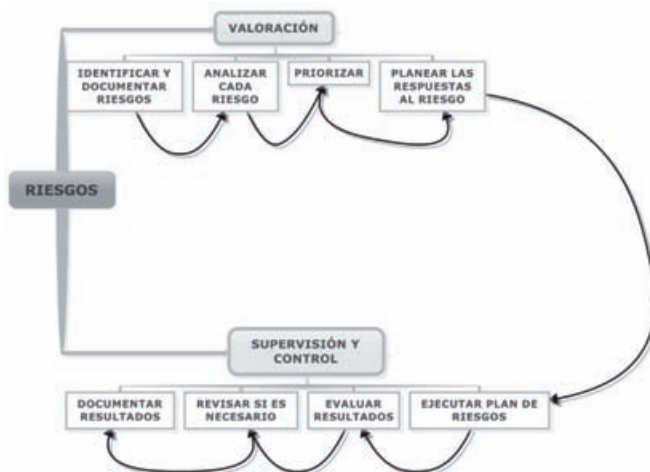 VALORACIÓN
IDENTIFICAR Y
DOCUMENTAR
RIESGOS
ANALIZAR
CADA
RIESGO
PRIORIZAR
PLANEAR LAS
RESPUESTAS
AL RIESGO
RIESGOS
SUPERVISIÓN Y
CONTROL
DOCUMENTAR
RESULTADOS
REVISAR SI ES
NECESARIO
EVALUAR
RESULTADOS
EJECUTAR PLAN DE
RIESGOS